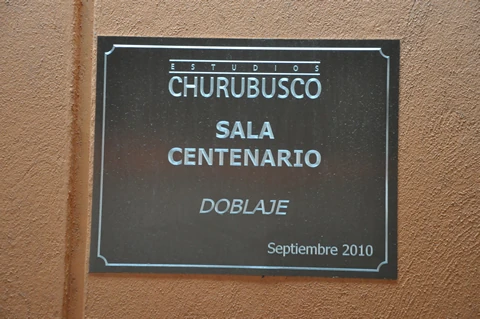 ESTUDIOS
CHURUBUSCO
SALA
CENTENARIO
DOBLAJE
Septiembre 2010